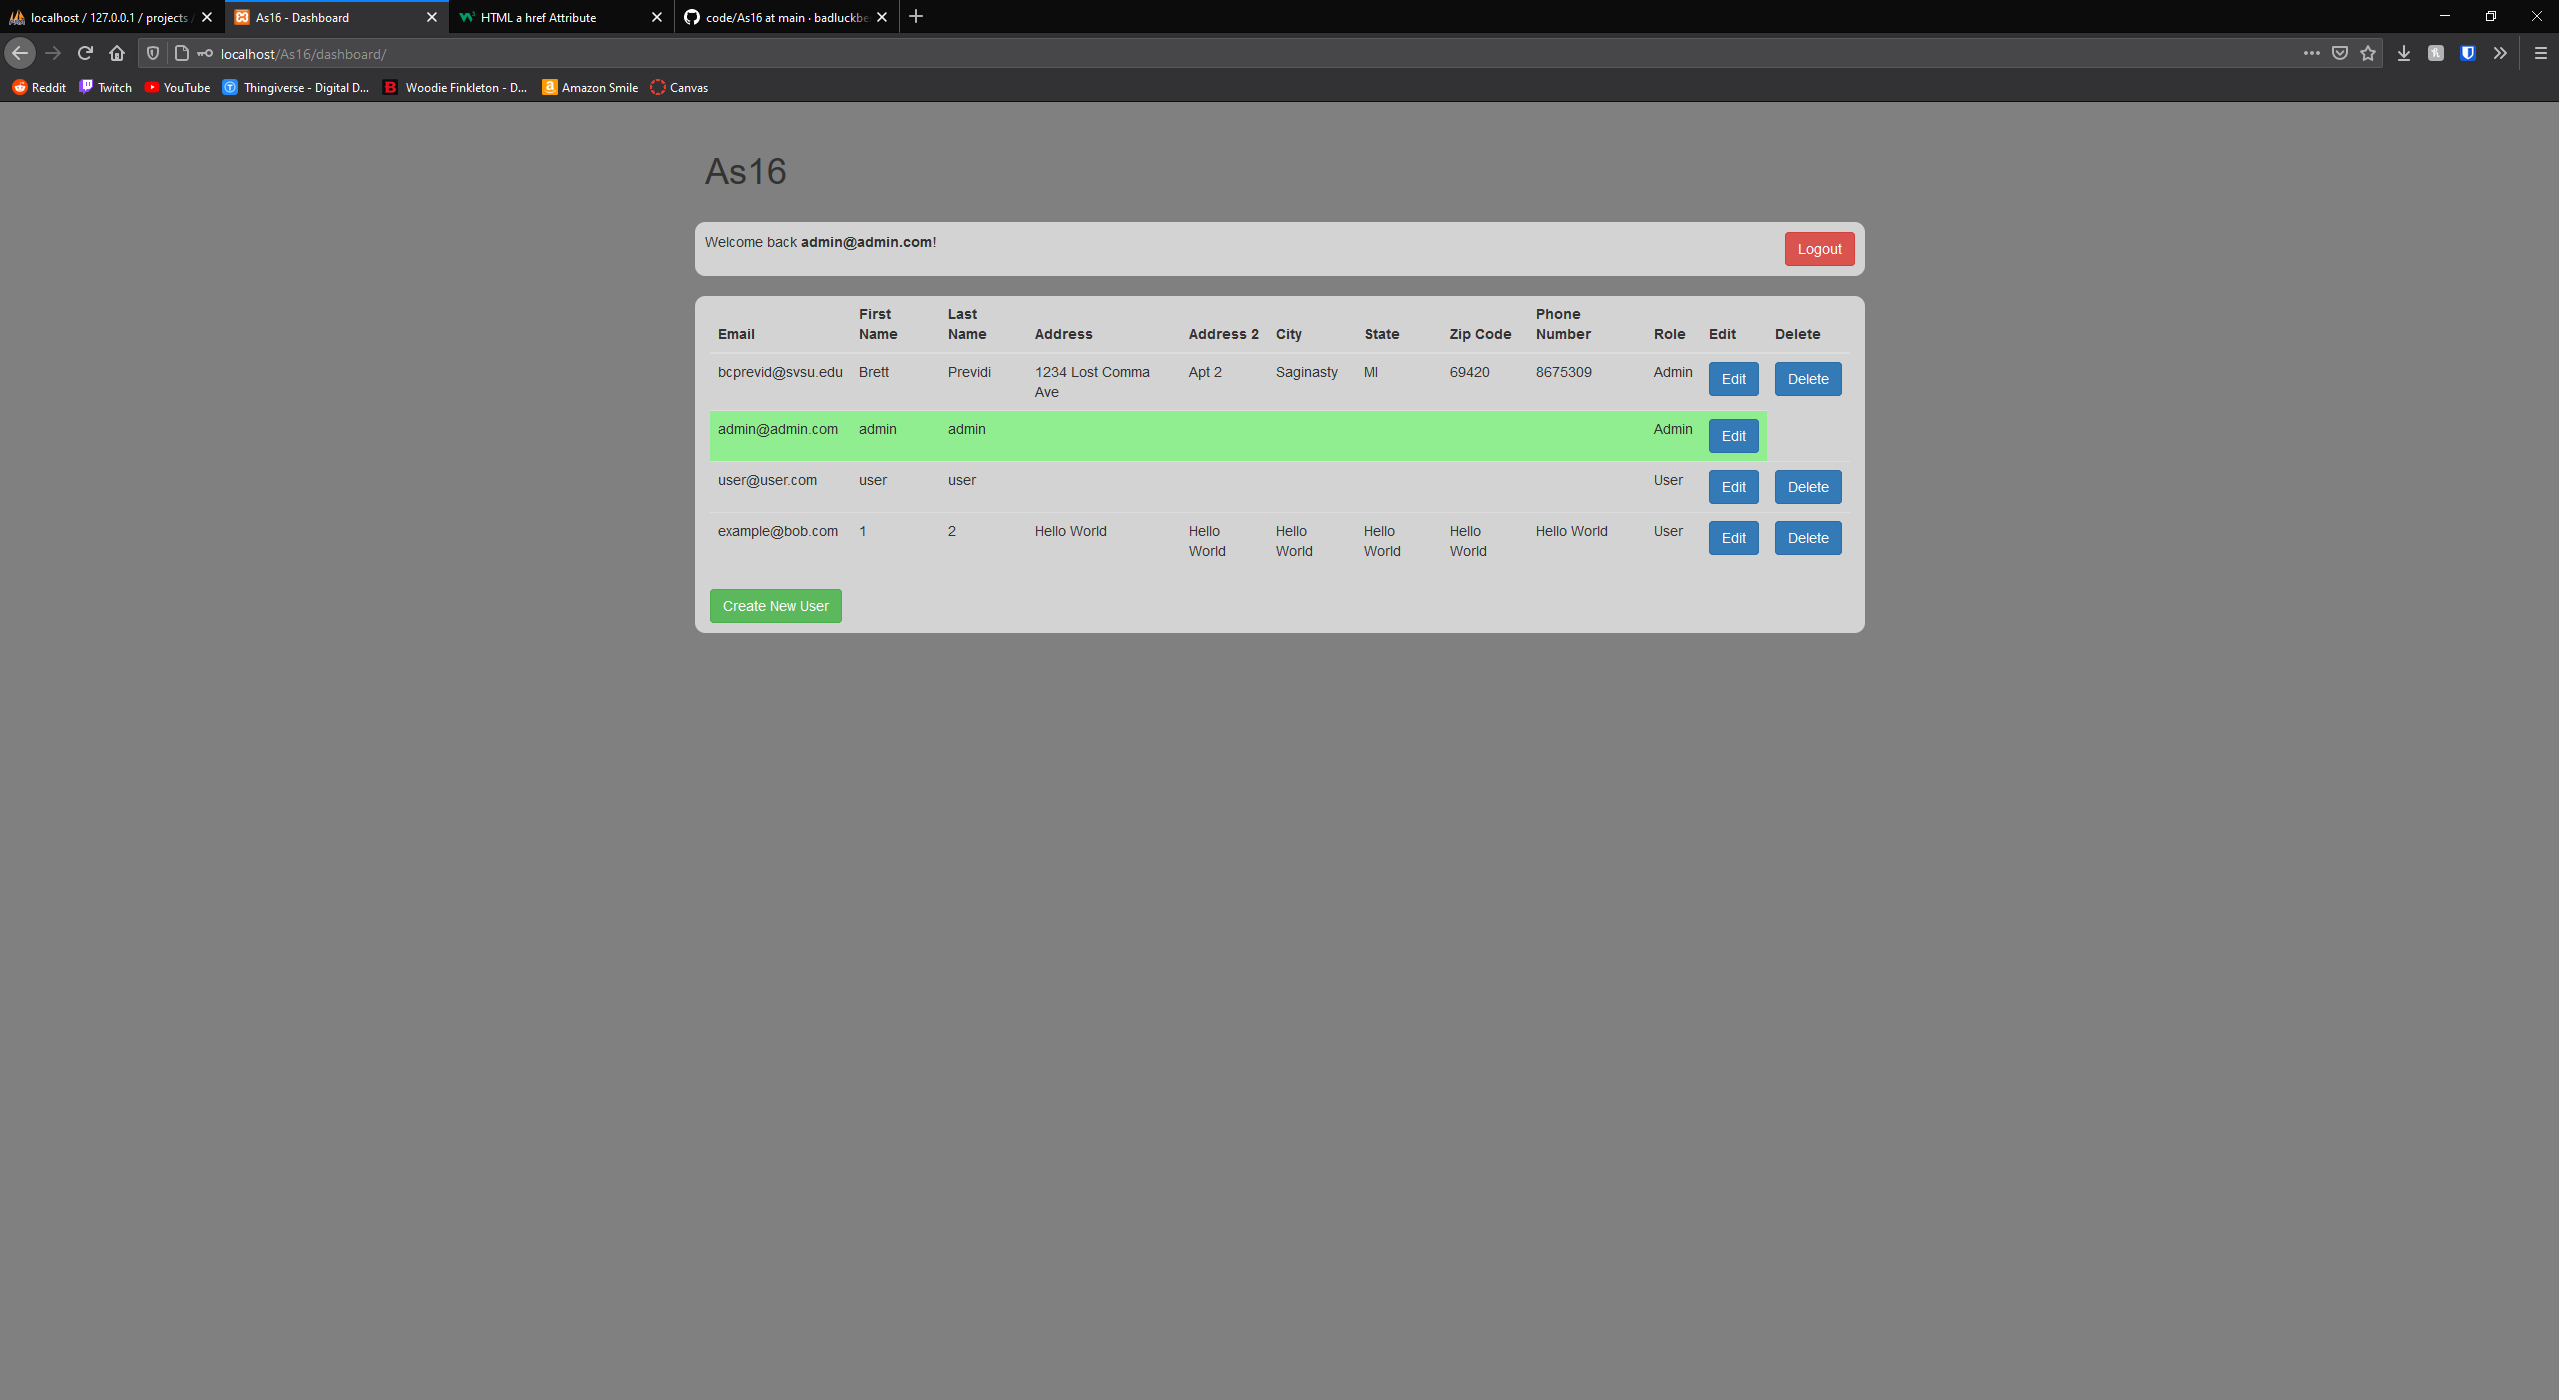 localhost / 127.0.0.1 / projects
As16 - Dashboard
HTML a href Attribute
code/As16 at main · badluckbe
localhost/As16/dashboard/
Reddit
Twitch
YouTube
Thingiverse - Digital D...
Woodie Finkleton - D...
Amazon Smile
Canvas
As16
Welcome back admin@admin.com!
Logout
Email First Name Last Name Address Address 2 City State Zip Code Phone Number Role Edit Delete
bcprevid@svsu.edu Brett Previdi 1234 Lost Comma Ave Apt 2 Saginasty MI 69420 8675309 Admin Edit Delete
admin@admin.com admin admin Admin Edit
user@user.com user user User Edit Delete
example@bob.com 1 2 Hello World Hello World Hello World Hello World Hello World Hello World User Edit Delete
Create New User